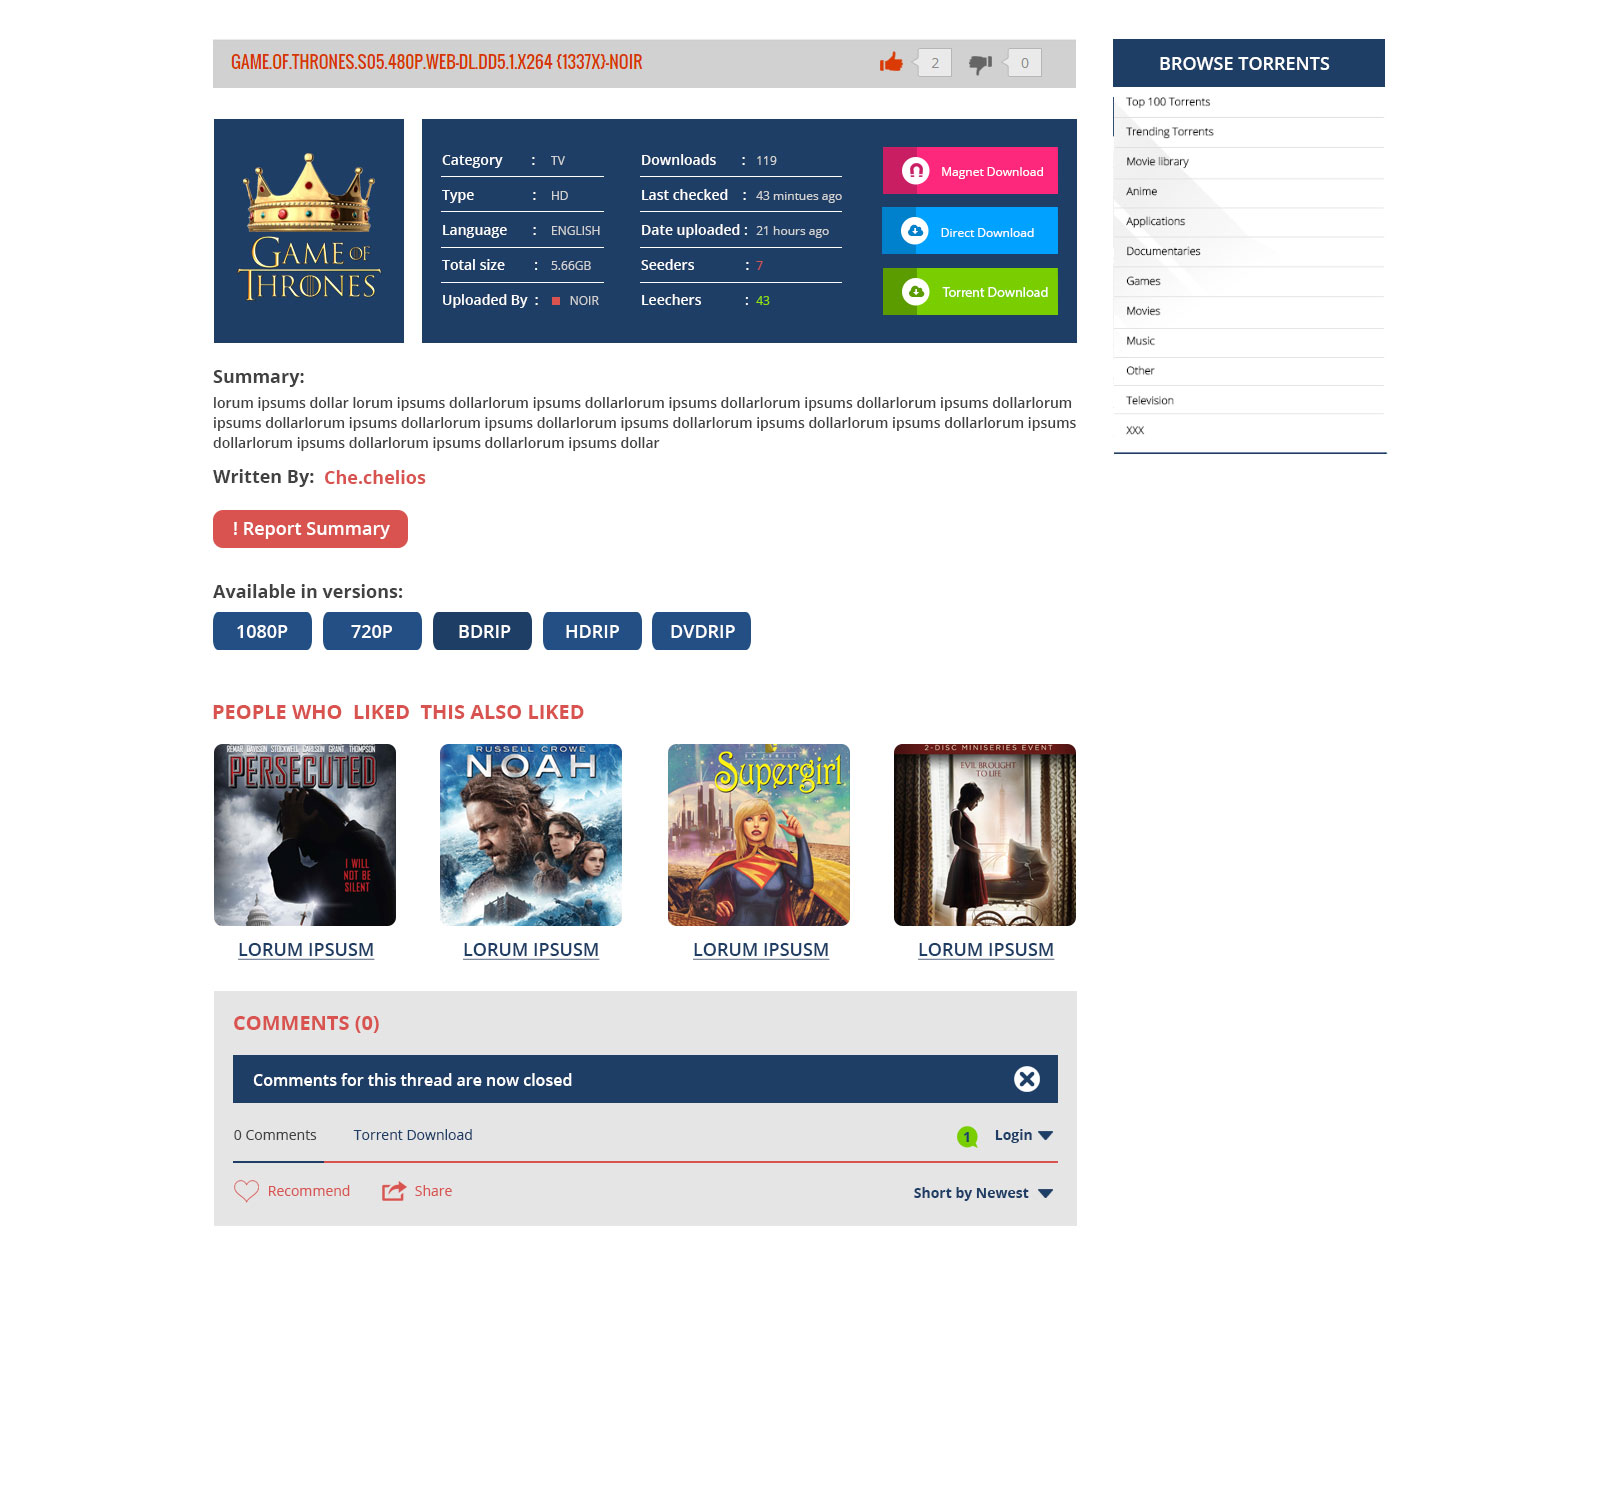 GAME.OF.THRONES.S05.480P.WEB-DL.DD5.1.X264 {1337X}-NOIR
2
0
BROWSE TORRENTS
Top 100 Torrents
Trending Torrents
Movie library
Anime
Applications
Documentaries
Games
Movies
Music
Other
Television
XXX
GAME OF
THRONES
Category : TV
Type : HD
Language : ENGLISH
Total size : 5.66GB
Uploaded By : NOIR
Downloads : 119
Last checked : 43 mintues ago
Date uploaded : 21 hours ago
Seeders : 7
Leechers : 43
Magnet Download
Direct Download
Torrent Download
Summary:
lorum ipsums dollar lorum ipsums dollarlorum ipsums dollarlorum ipsums dollarlorum ipsums dollarlorum ipsums dollarlorum
ipsums dollarlorum ipsums dollarlorum ipsums dollarlorum ipsums dollarlorum ipsums dollarlorum ipsums dollarlorum ipsums
dollarlorum ipsums dollarlorum ipsums dollarlorum ipsums dollar
Written By: Che.chelios
! Report Summary
Available in versions:
1080P
720P
BDRIP
HDRIP
DVDRIP
PEOPLE WHO LIKED THIS ALSO LIKED
REMAR DAVISON STOCKWELL CARLSON GRANT THOMPSON
PERSECUTED
I WILL
NOT BE
SILENT
RUSSELL CROWE
NOAH
Supergirl
2-DISC MINISERIES EVENT
EVIL BROUGHT
TO LIFE
LORUM IPSUSM
LORUM IPSUSM
LORUM IPSUSM
LORUM IPSUSM
COMMENTS (0)
Comments for this thread are now closed
0 Comments
Torrent Download
1
Login
Recommend
Share
Short by Newest